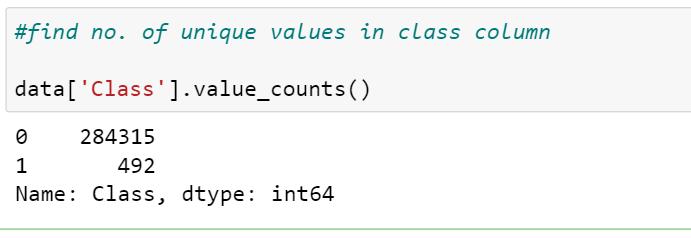 #find no. of unique values in class column
data['Class'].value_counts()
0    284315
1       492
Name: Class, dtype: int64